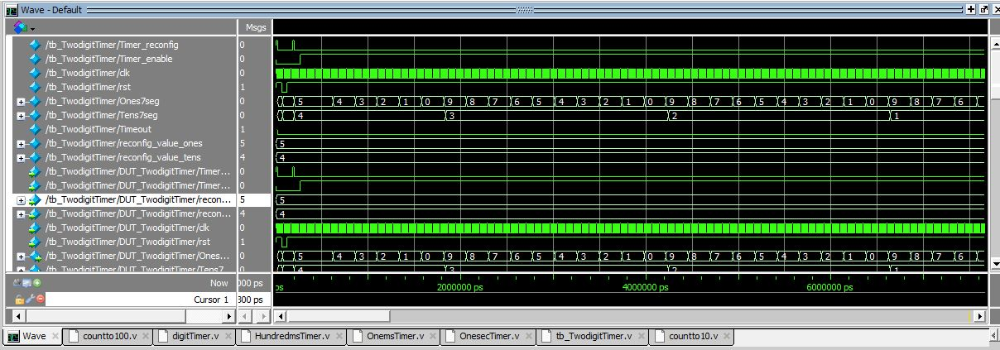 Wave - Default
Msgs
/tb_TwodigitTimer/Timer_reconfig 0
/tb_TwodigitTimer/Timer_enable 0
/tb_TwodigitTimer/clk 0
/tb_TwodigitTimer/rst 1
/tb_TwodigitTimer/Ones7seg 0 5 4 3 2 1 0 9 8 7 6 5 4 3 2 1 0 9 8 7 6 5 4 3 2 1 0 9 8 7 6
/tb_TwodigitTimer/Tens7seg 0 4 3 2 1
/tb_TwodigitTimer/Timeout 1
/tb_TwodigitTimer/reconfig_value_ones 5 5
/tb_TwodigitTimer/reconfig_value_tens 4 4
/tb_TwodigitTimer/DUT_TwodigitTimer/Timer... 0
/tb_TwodigitTimer/DUT_TwodigitTimer/Timer... 0
/tb_TwodigitTimer/DUT_TwodigitTimer/recon... 5 5
/tb_TwodigitTimer/DUT_TwodigitTimer/recon... 4 4
/tb_TwodigitTimer/DUT_TwodigitTimer/clk 0
/tb_TwodigitTimer/DUT_TwodigitTimer/rst 1
/tb_TwodigitTimer/DUT_TwodigitTimer/Ones... 0 5 4 3 2 1 0 9 8 7 6 5 4 3 2 1 0 9 8 7 6 5 4 3 2 1 0 9 8 7 6
/tb_TwodigitTimer/DUT_TwodigitTimer/Tens7... 0 4 3 2 1
Now 000 ps ps 2000000 ps 4000000 ps 6000000 ps
Cursor 1 300 ps
Wave countto100.v digitTimer.v HundredmsTimer.v OnemsTimer.v OnesecTimer.v tb_TwodigitTimer.v countto10.v